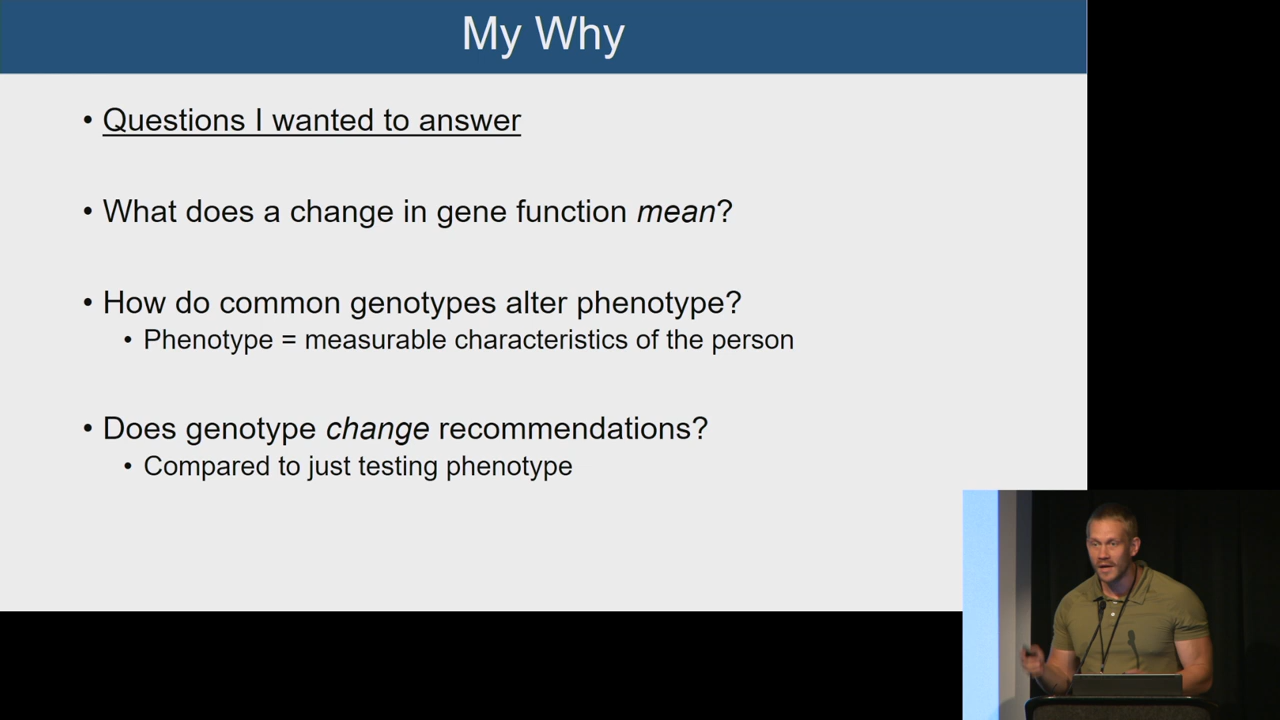 My Why
• Questions I wanted to answer
• What does a change in gene function mean?
• How do common genotypes alter phenotype?
• Phenotype = measurable characteristics of the person
• Does genotype change recommendations?
• Compared to just testing phenotype